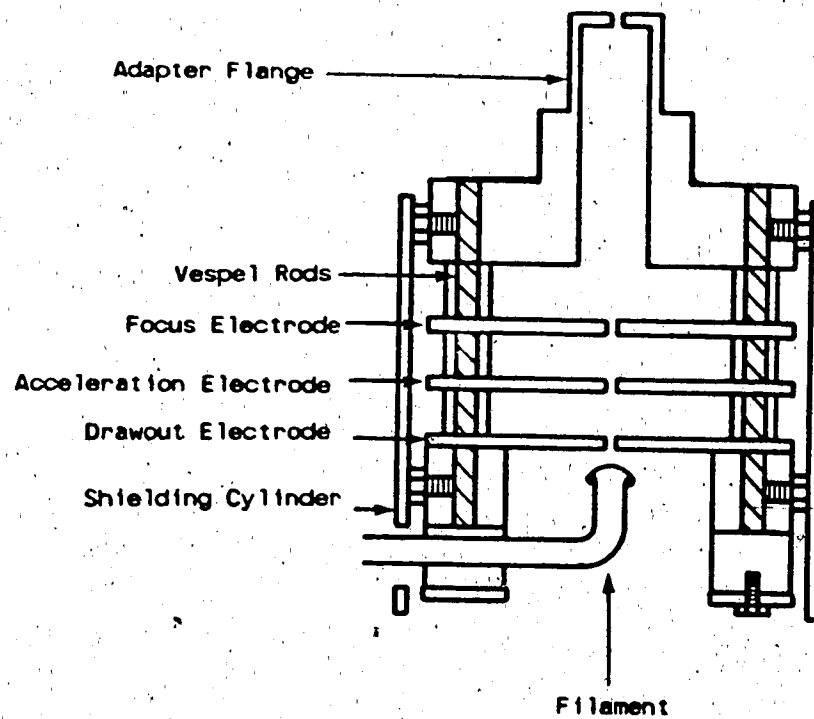 Adapter Flange
Vespel Rods
Focus Electrode
Acceleration Electrode
Drawout Electrode
Shielding Cylinder
Filament